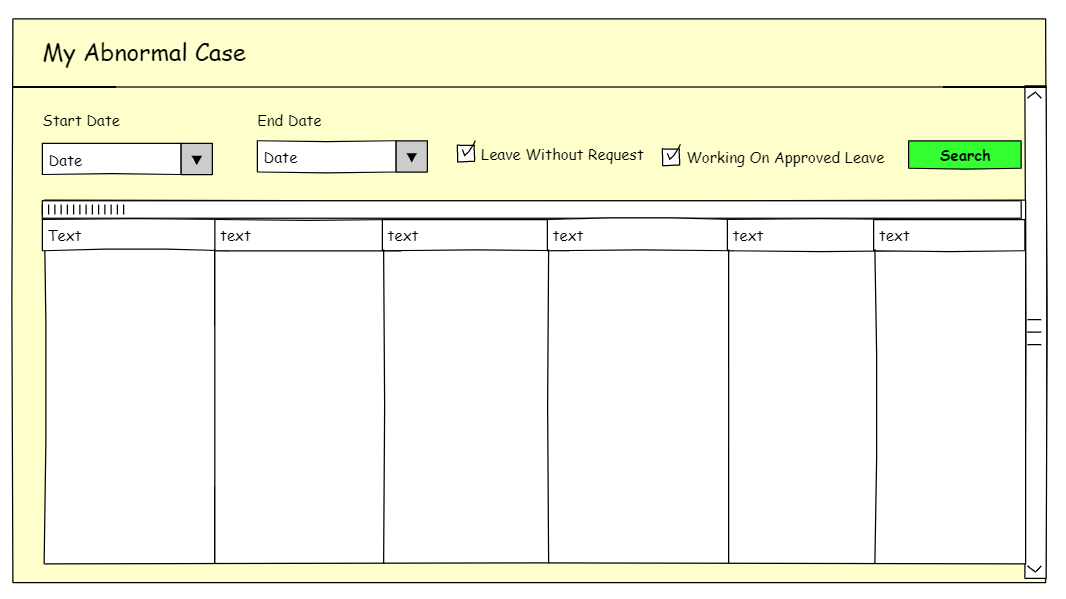 My Abnormal Case
Start Date
End Date
Date
Date
Leave Without Request
Working On Approved Leave
Search
Text
text
text
text
text
text